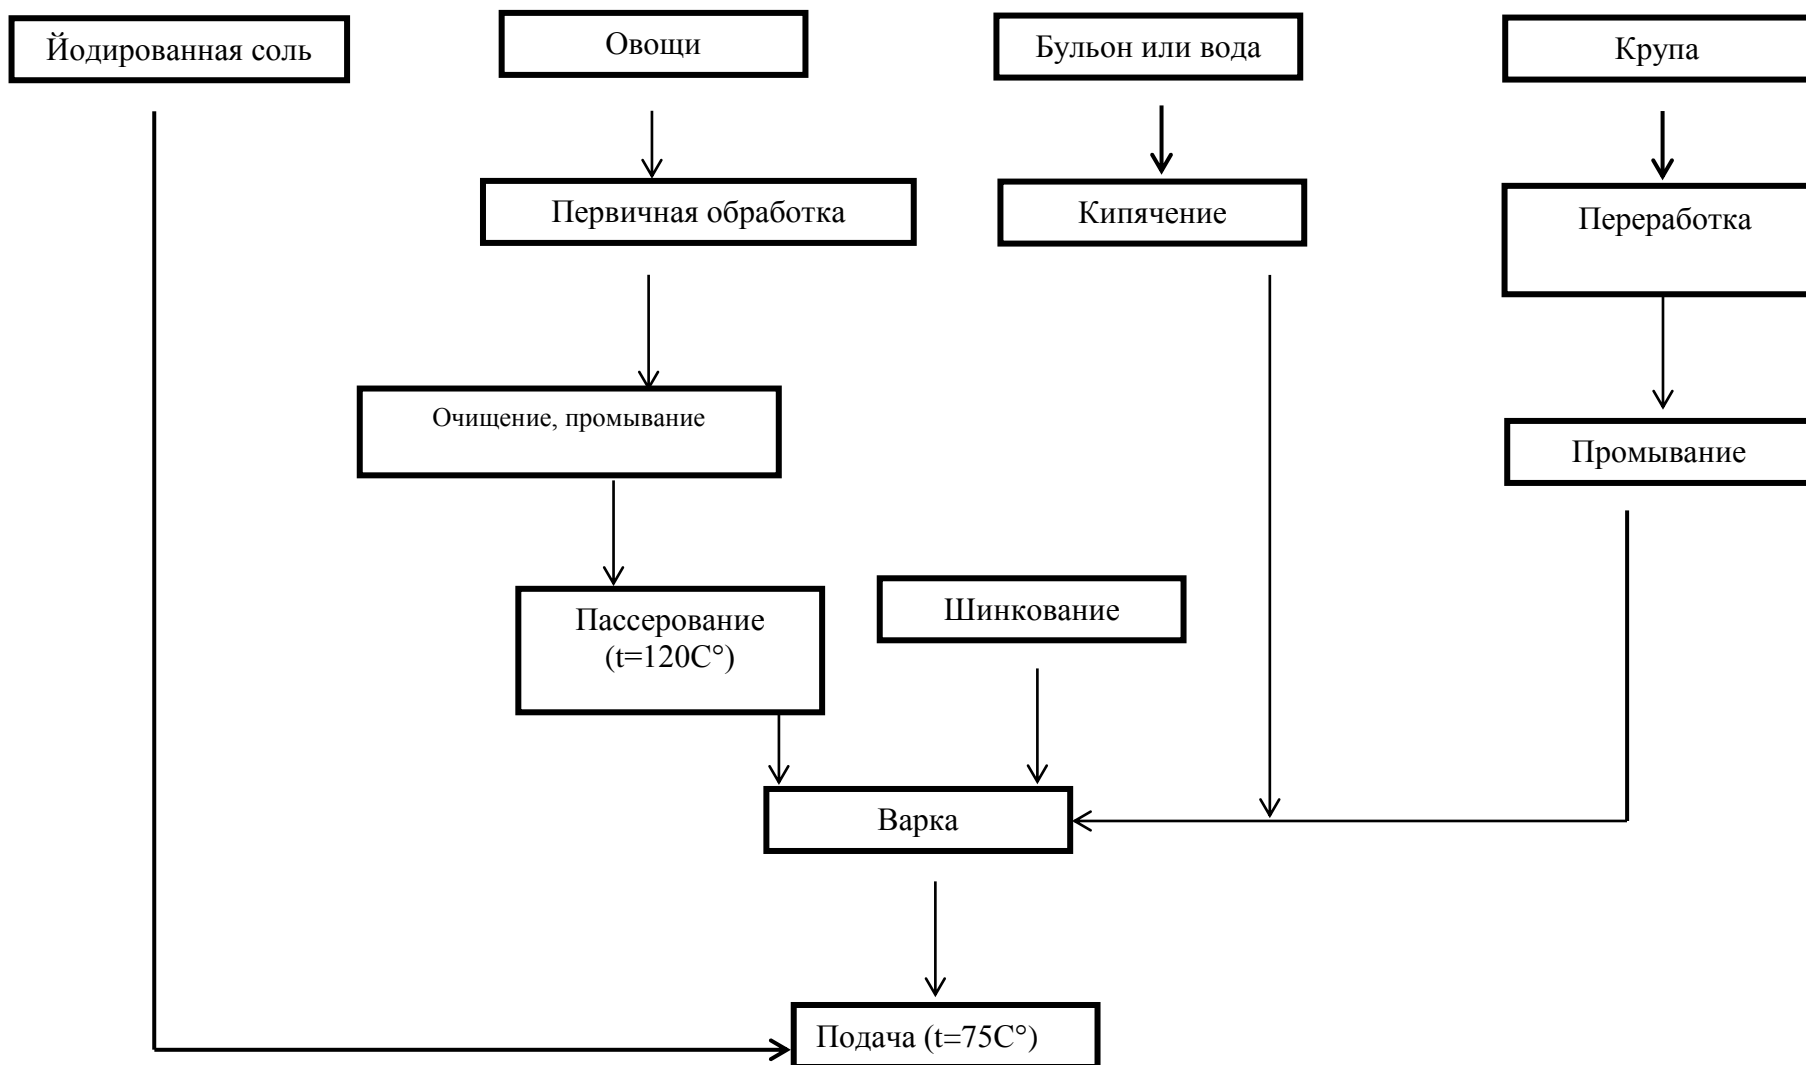 Йодированная соль
Овощи
Бульон или вода
Крупа
Первичная обработка
Кипячение
Переработка
Очищение, промывание
Промывание
Пассерование
(t=120C°)
Шинкование
Варка
Подача (t=75C°)